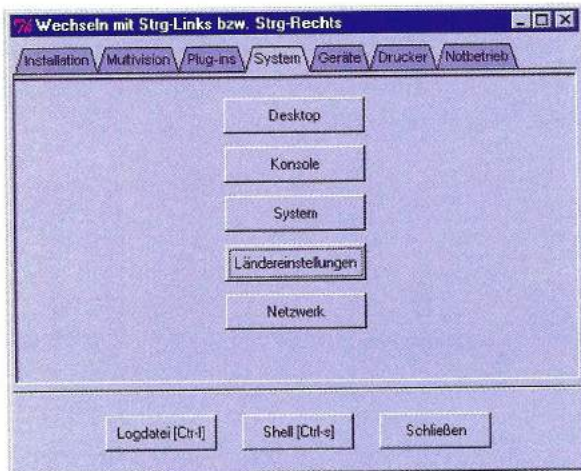 Wechseln mit Strg-Links bzw. Strg-Rechts
Installation Multivision Plug-ins System Geräte Drucker Notbetrieb
Desktop
Konsole
System
Ländereinstellungen
Netzwerk
Logdatei [Ctr-l] Shell [Ctrl-s] Schließen